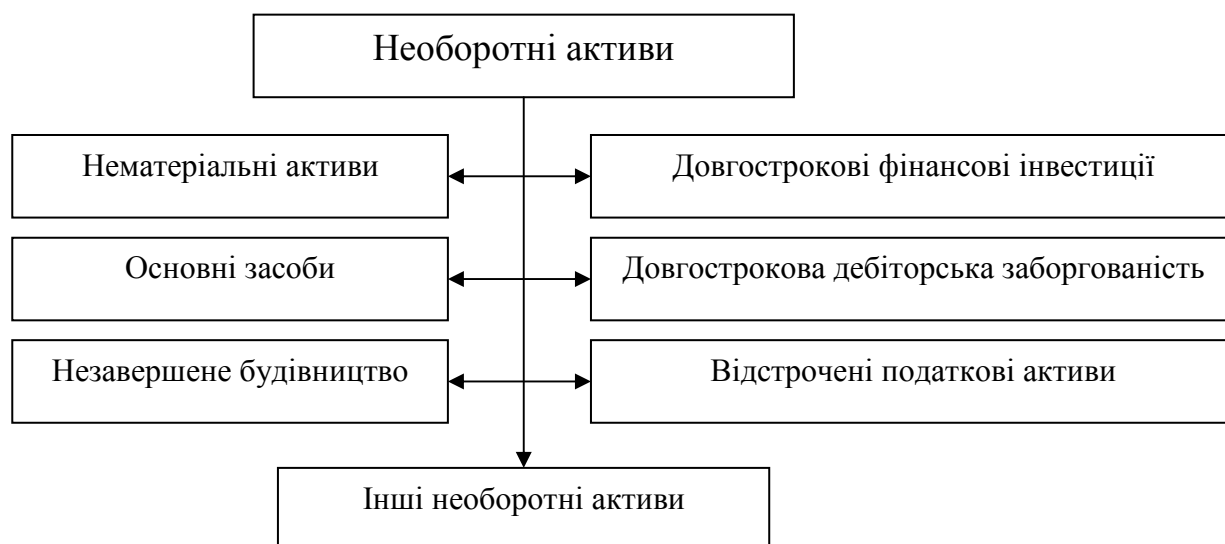 Необоротні активи
Нематеріальні активи
Довгострокові фінансові інвестиції
Основні засоби
Довгострокова дебіторська заборгованість
Незавершене будівництво
Відстрочені податкові активи
Інші необоротні активи